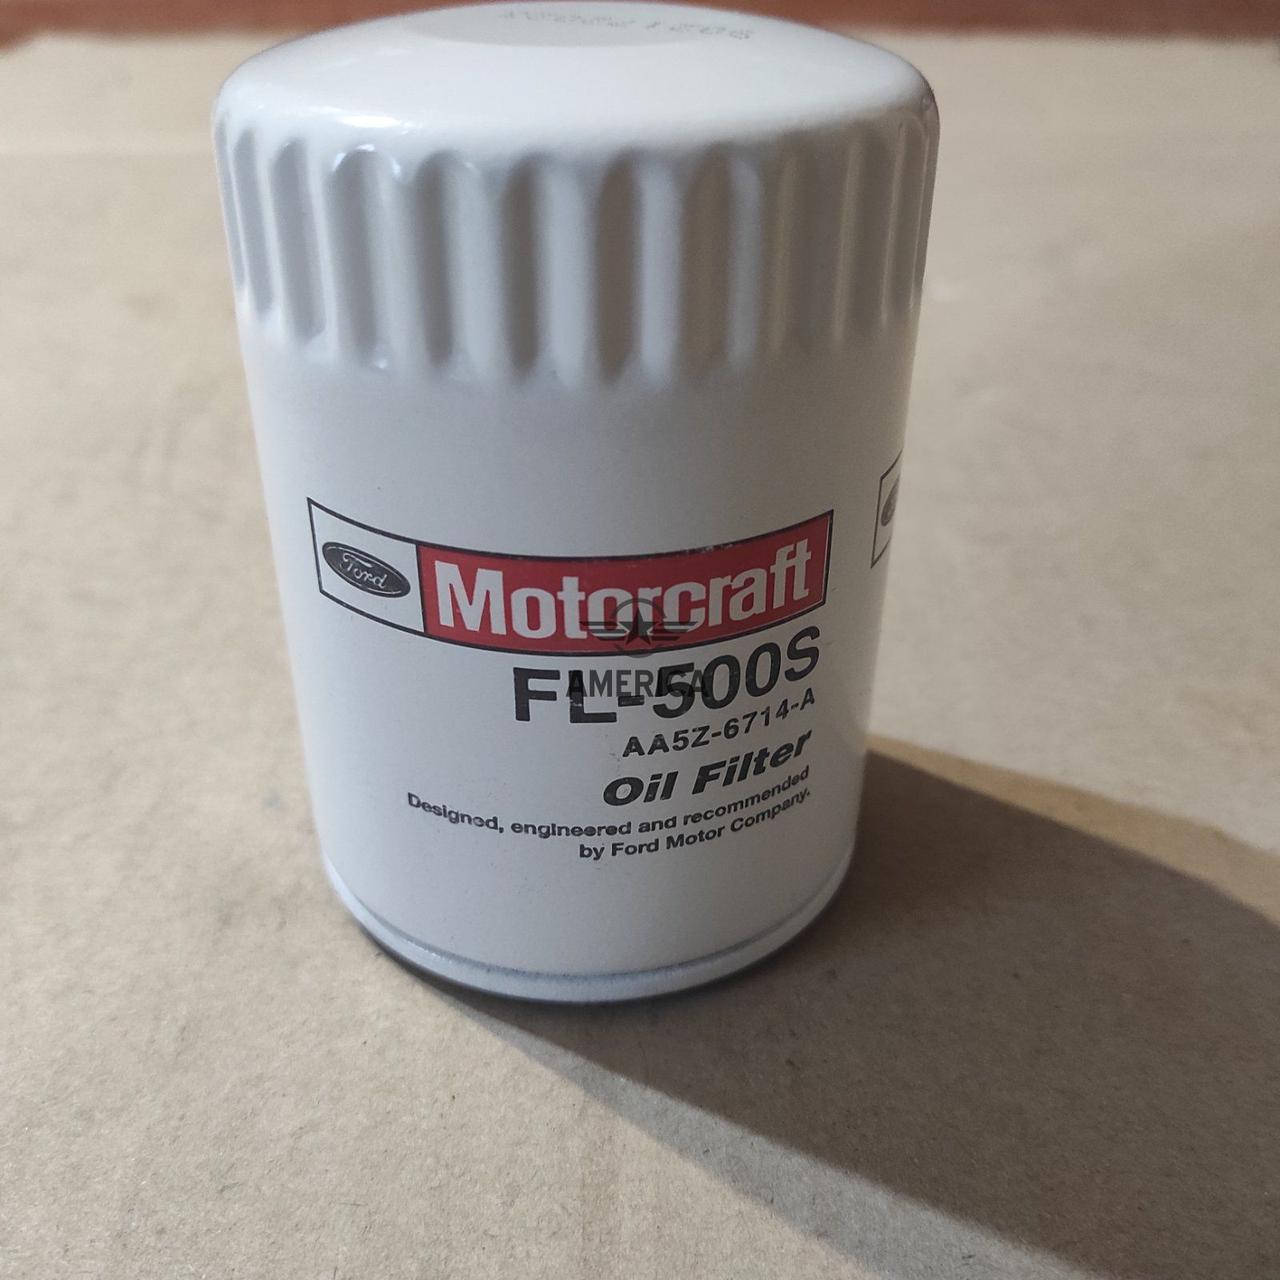 Ford Motorcraft
AMERICA
FL-500S
AA5Z-6714-A
Oil Filter
Designed, engineered and recommended
by Ford Motor Company.